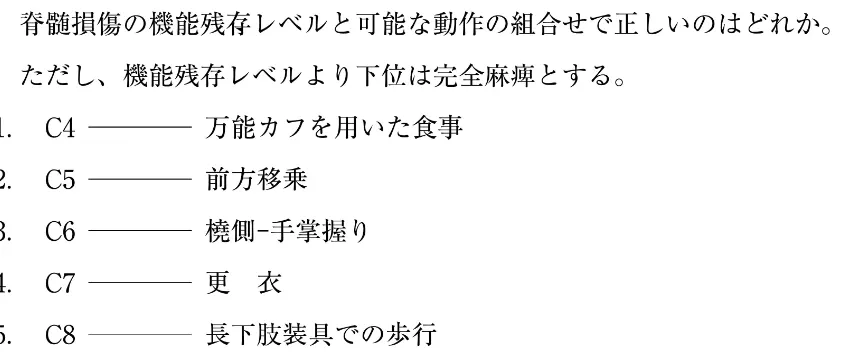 脊髄損傷の機能残存レベルと可能な動作の組合せで正しいのはどれか。
ただし、機能残存レベルより下位は完全麻痺とする。
1. C4 ──── 万能カフを用いた食事
2. C5 ──── 前方移乗
3. C6 ──── 橈側-手掌握り
4. C7 ──── 更 衣
5. C8 ──── 長下肢装具での歩行